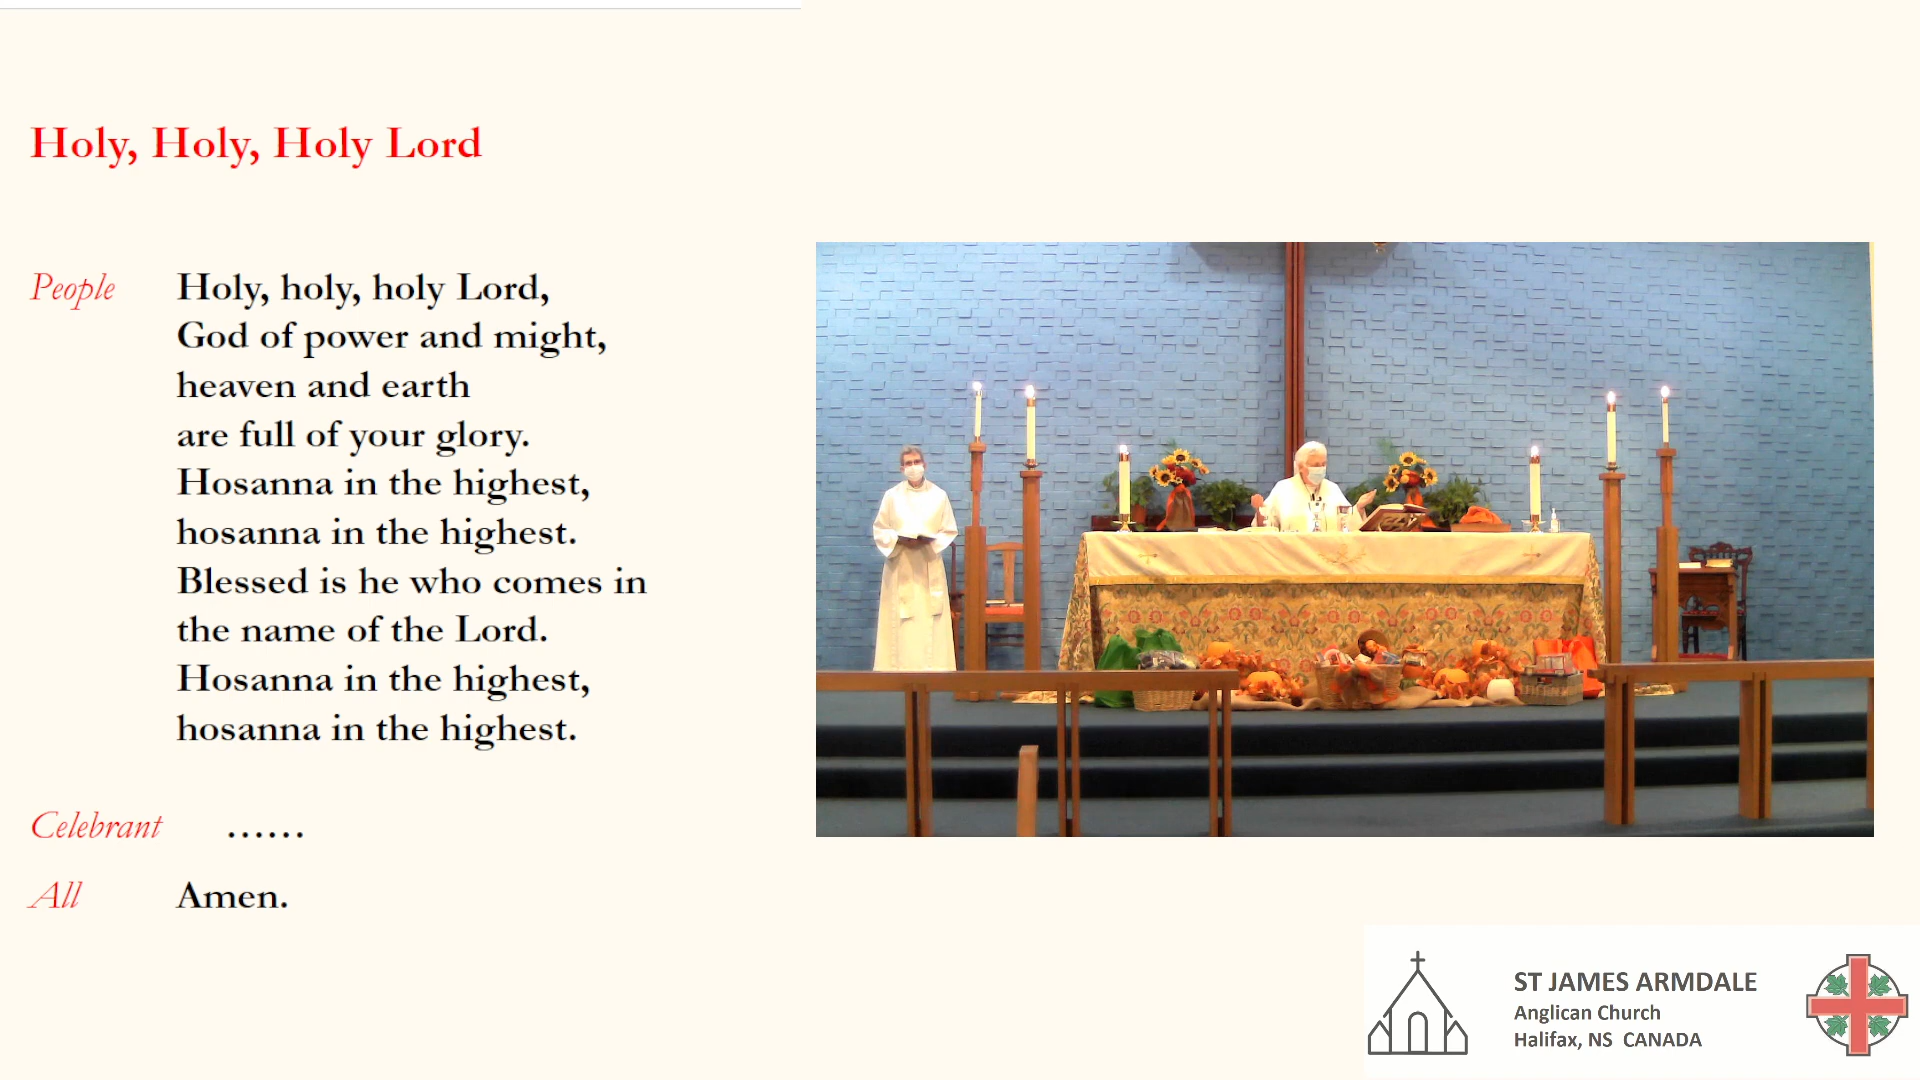 Holy, Holy, Holy Lord
People Holy, holy, holy Lord,
God of power and might,
heaven and earth
are full of your glory.
Hosanna in the highest,
hosanna in the highest.
Blessed is he who comes in
the name of the Lord.
Hosanna in the highest,
hosanna in the highest.
Celebrant ......
All Amen.
ST JAMES ARMDALE
Anglican Church
Halifax, NS CANADA